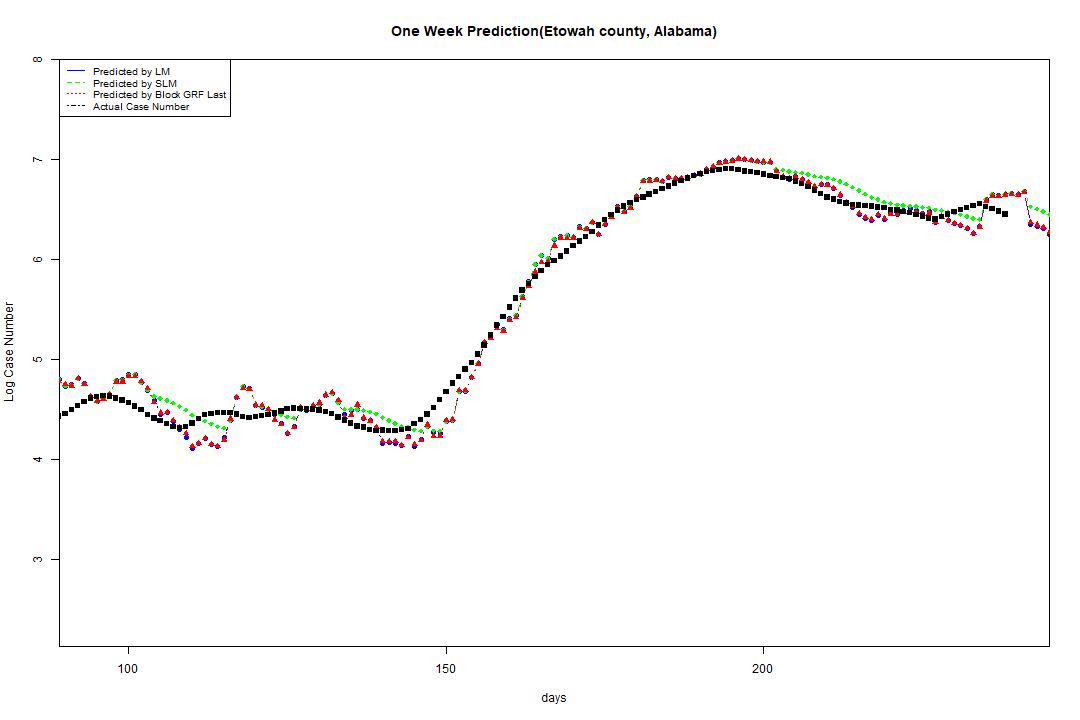 One Week Prediction(Etowah county, Alabama)
Predicted by LM
Predicted by SLM
Predicted by Block GRF Last
Actual Case Number
8
7
6
5
4
3
Log Case Number
100 150 200
days